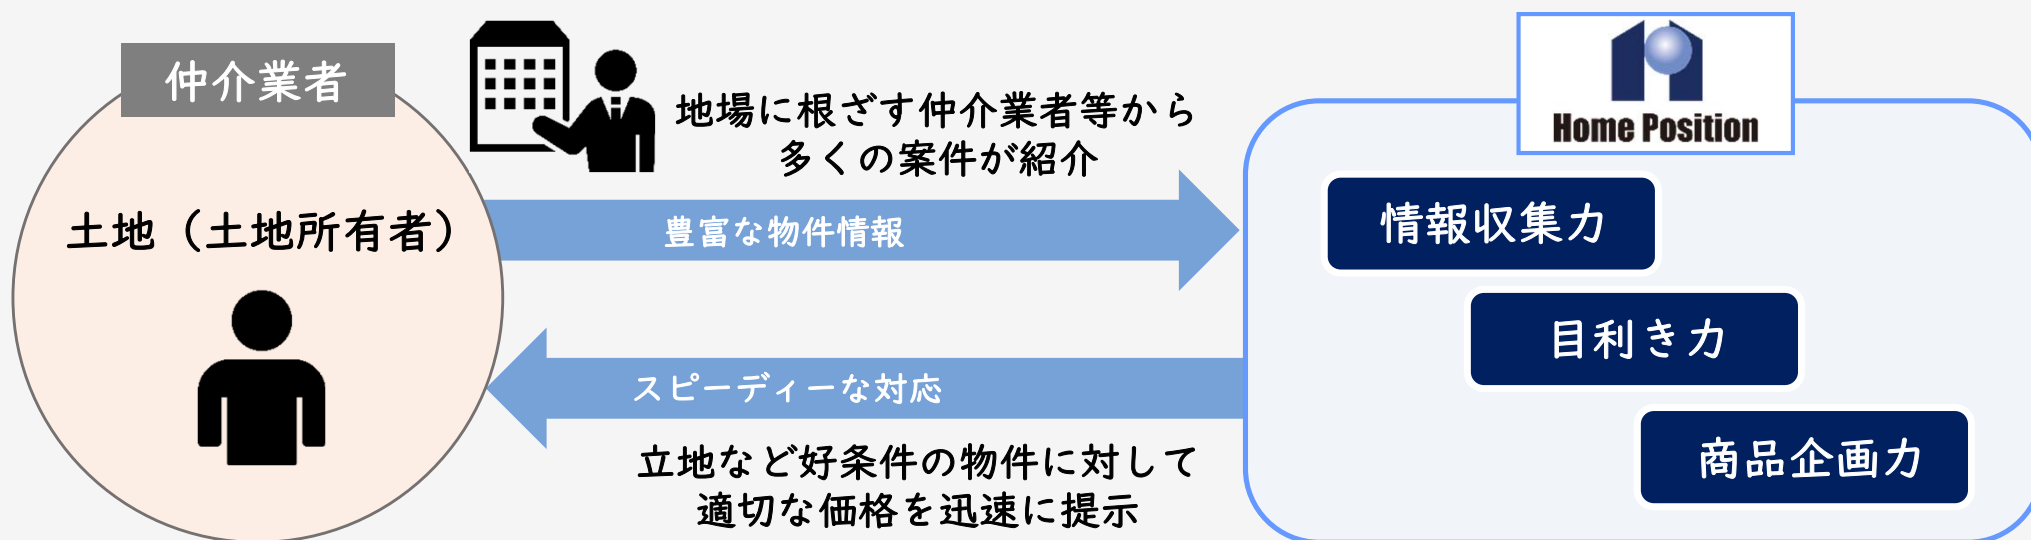 仲介業者
土地（土地所有者）
地場に根ざす仲介業者等から
多くの案件が紹介
豊富な物件情報
スピーディーな対応
立地など好条件の物件に対して
適切な価格を迅速に提示
Home Position
情報収集力
目利き力
商品企画力